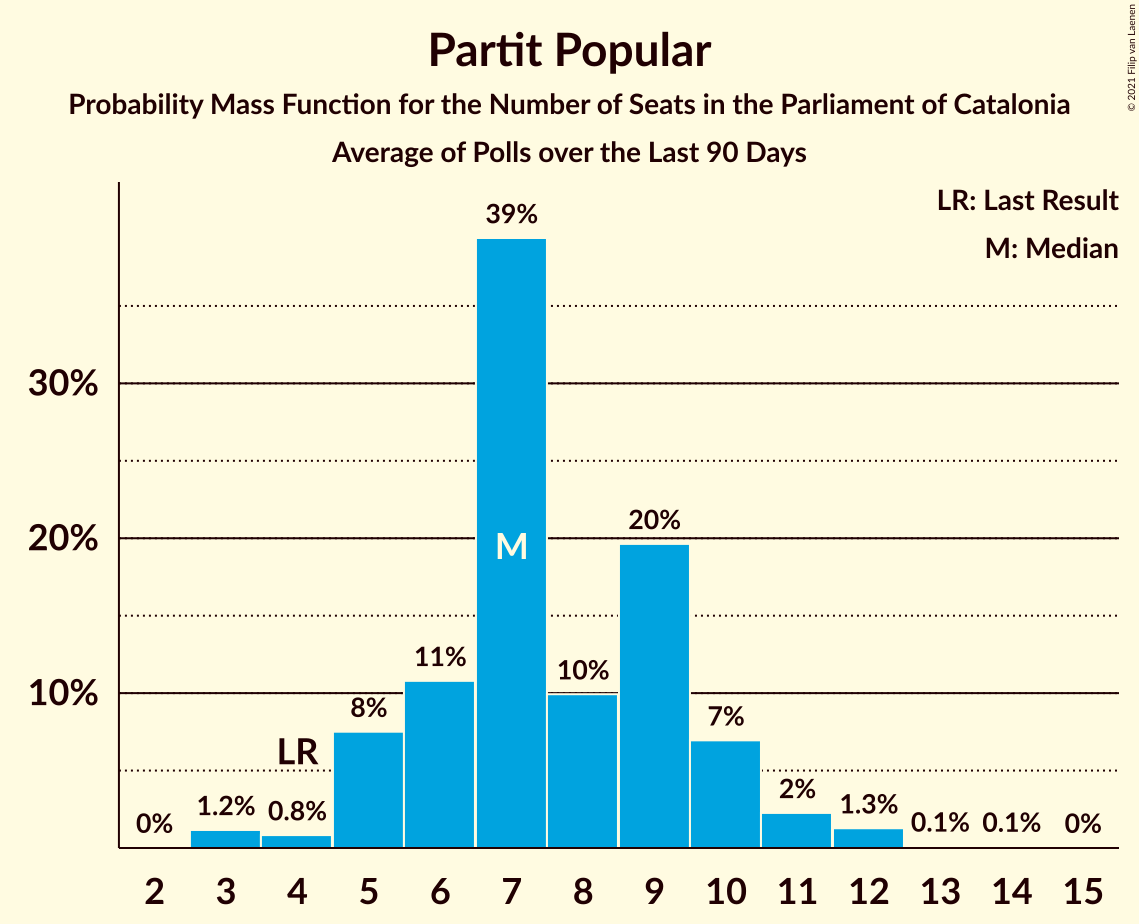 Partit Popular
Probability Mass Function for the Number of Seats in the Parliament of Catalonia
Average of Polls over the Last 90 Days
© 2021 Filip van Laenen
LR: Last Result
M: Median
30%
20%
10%
0%
1.2%
0.8%
LR
8%
11%
39%
M
10%
20%
7%
2%
1.3%
0.1%
0.1%
0%
2 3 4 5 6 7 8 9 10 11 12 13 14 15